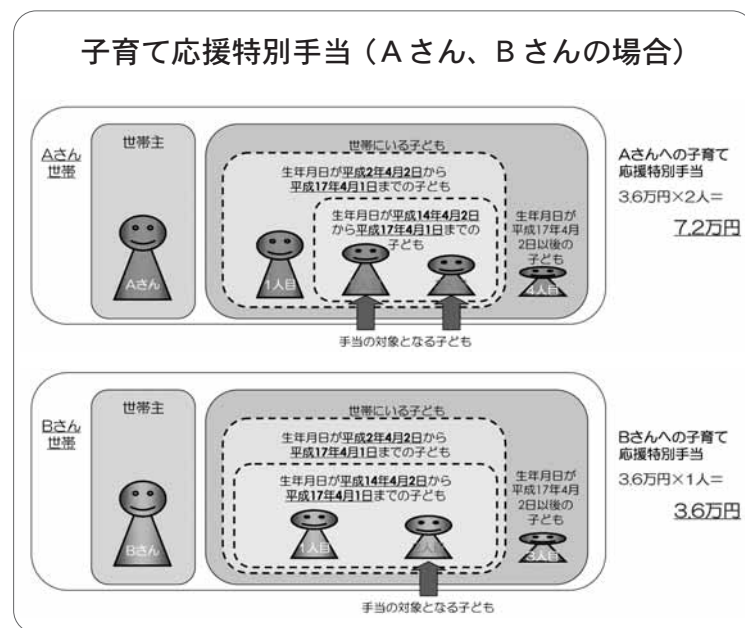 子育て応援特別手当（Aさん、Bさんの場合）
Aさん
世帯
世帯主
Aさん
世帯にいる子ども
生年月日が平成2年4月2日から
平成17年4月1日までの子ども
生年月日が平成14年4月2日
から平成17年4月1日までの
子ども
1人目
生年月日が
平成17年4月
2日以後の
子ども
4人目
手当の対象となる子ども
Aさんへの子育て
応援特別手当
3.6万円×2人＝
7.2万円
Bさん
世帯
世帯主
Bさん
世帯にいる子ども
生年月日が平成2年4月2日から
平成17年4月1日までの子ども
生年月日が平成14年4月2日から
平成17年4月1日までの子ども
1人目
2人目
生年月日が
平成17年4月
2日以後の
子ども
3人目
手当の対象となる子ども
Bさんへの子育て
応援特別手当
3.6万円×1人＝
3.6万円